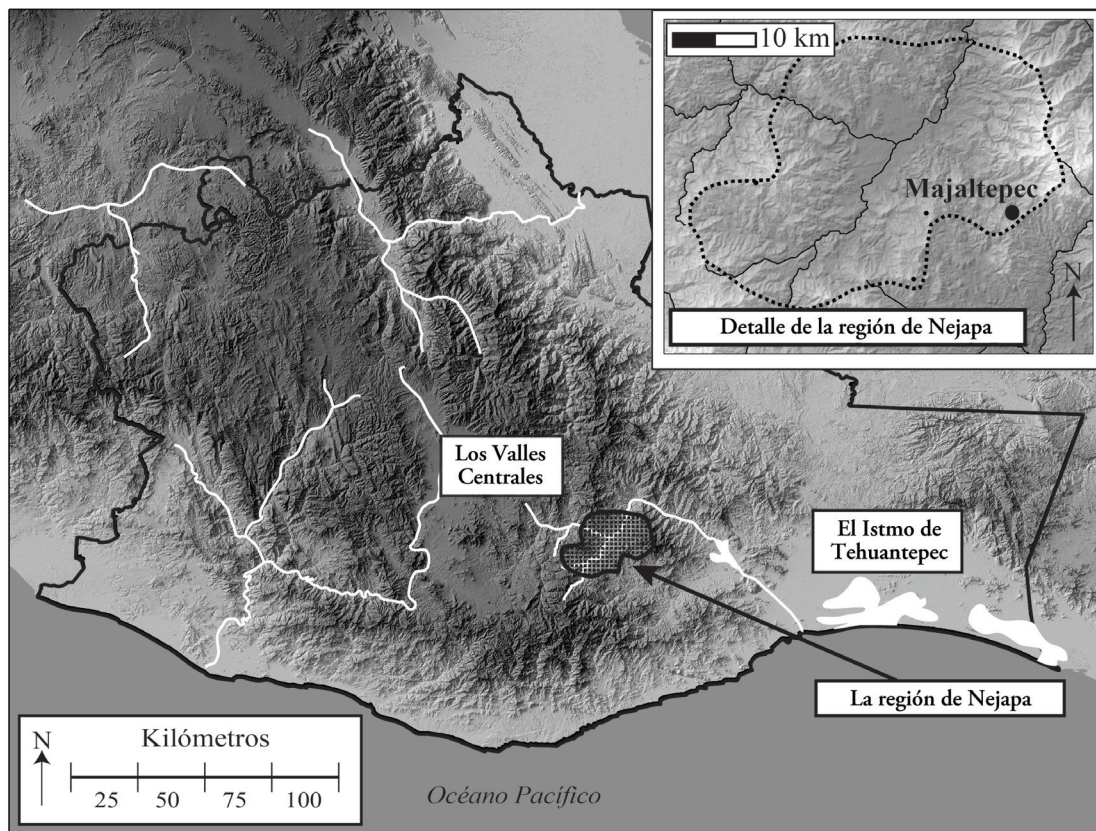 10 km
Majaltepec
N
Detalle de la región de Nejapa
Los Valles
Centrales
El Istmo de
Tehuantepec
La región de Nejapa
N
Kilómetros
25 50 75 100
Océano Pacífico